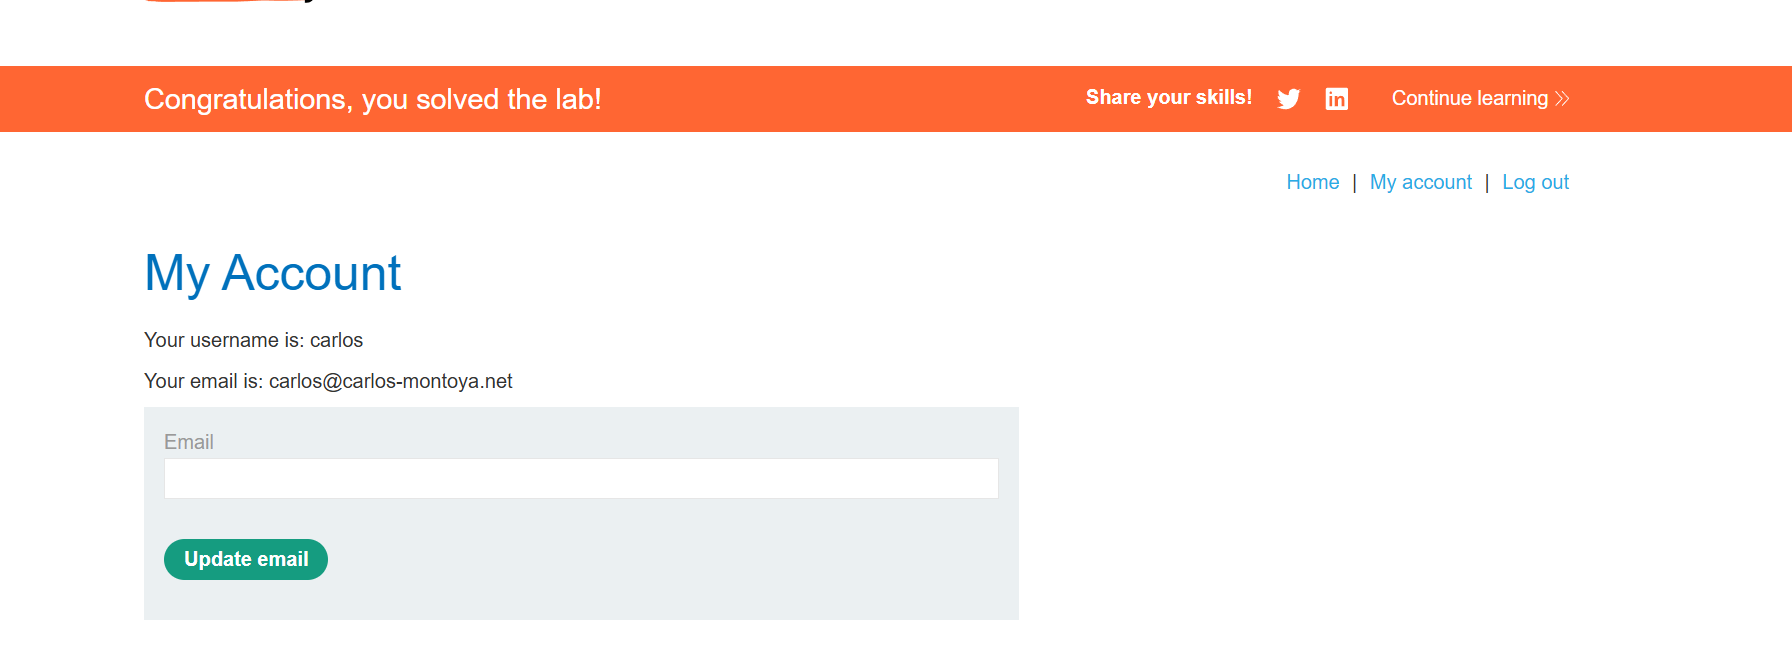 Congratulations, you solved the lab!
Share your skills!
Continue learning
Home | My account | Log out
My Account
Your username is: carlos
Your email is: carlos@carlos-montoya.net
Email
Update email